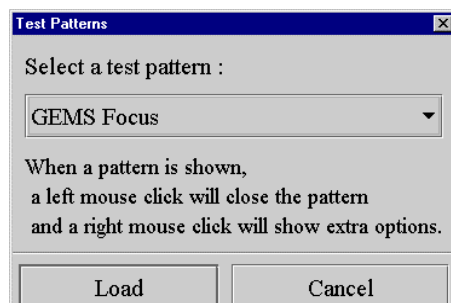 Test Patterns
Select a test pattern :
GEMS Focus
When a pattern is shown,
a left mouse click will close the pattern
and a right mouse click will show extra options.
Load Cancel